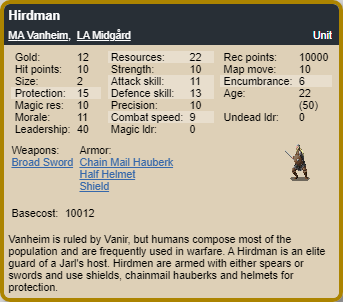 Hirdman
MA Vanheim, LA Midgård Unit
Gold: 12 Resources: 22 Rec points: 10000
Hit points: 10 Strength: 10 Map move: 10
Size: 2 Attack skill: 11 Encumbrance: 6
Protection: 15 Defence skill: 13 Age: 22
Magic res: 10 Precision: 10 (50)
Morale: 11 Combat speed: 9 Undead ldr: 0
Leadership: 40 Magic ldr: 0
Weapons: Armor:
Broad Sword Chain Mail Hauberk
Half Helmet
Shield
Basecost: 10012
Vanheim is ruled by Vanir, but humans compose most of the
population and are frequently used in warfare. A Hirdman is an elite
guard of a Jarl's host. Hirdmen are armed with either spears or
swords and use shields, chainmail hauberks and helmets for
protection.